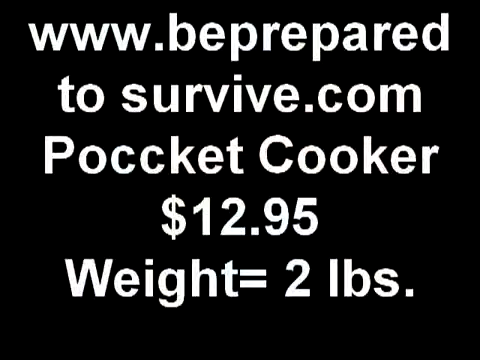 www.beprepared
to survive.com
Poccket Cooker
$12.95
Weight= 2 lbs.